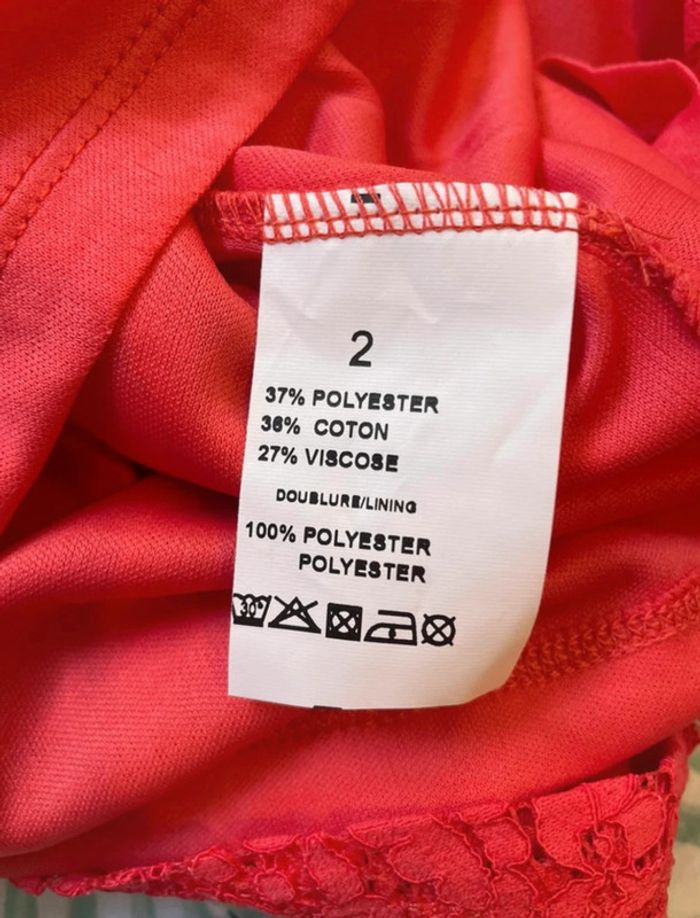 2
37% POLYESTER
36% COTON
27% VISCOSE
DOUBLURE/LINING
100% POLYESTER
POLYESTER
30°